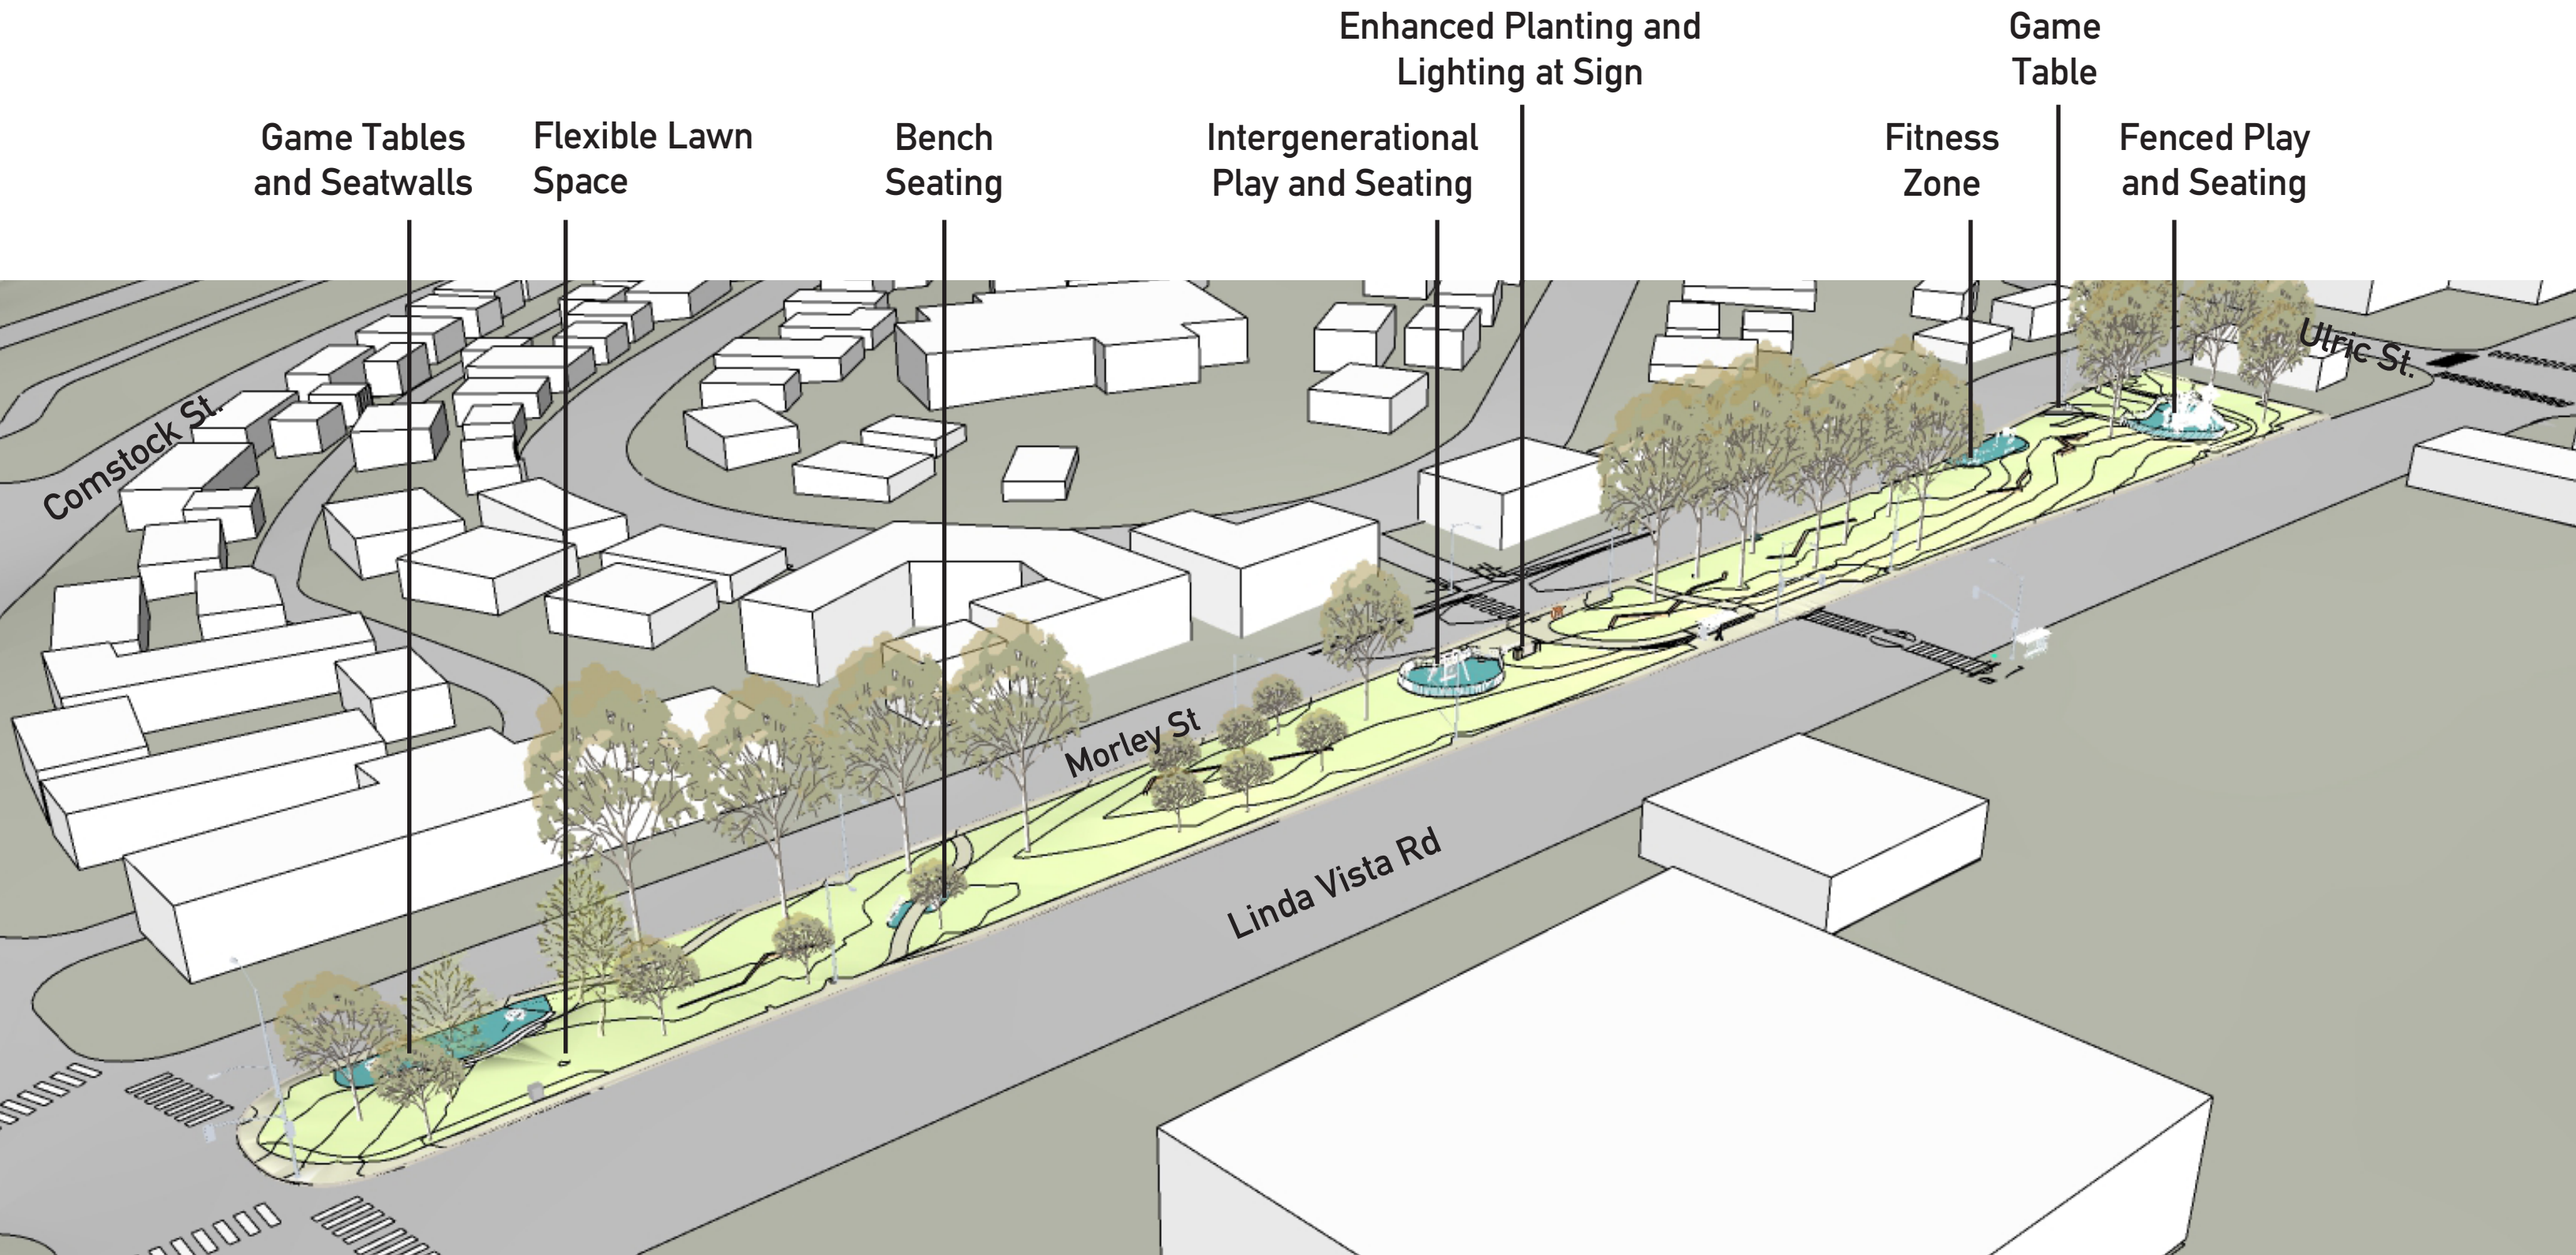 Enhanced Planting and
Lighting at Sign
Game
Table
Game Tables
and Seatwalls
Flexible Lawn
Space
Bench
Seating
Intergenerational
Play and Seating
Fitness
Zone
Fenced Play
and Seating
Ulric St.
Comstock St.
Morley St
Linda Vista Rd